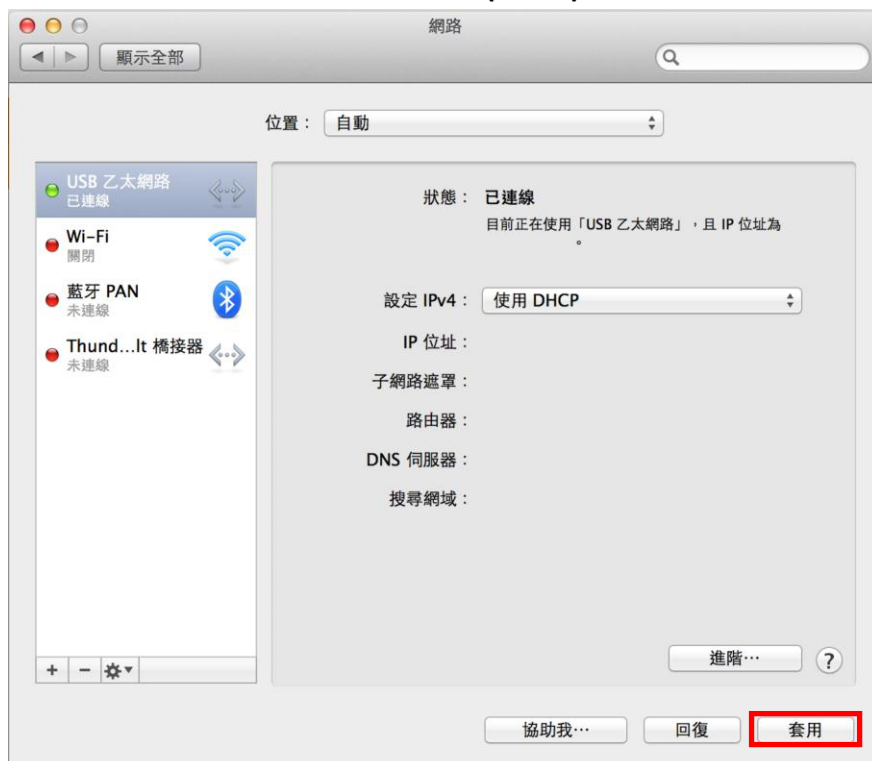 網路
顯示全部
位置：
自動
USB 乙太網路
已連線
Wi-Fi
關閉
藍牙 PAN
未連線
Thund...lt 橋接器
未連線
狀態：
已連線
目前正在使用「USB 乙太網路」，且 IP 位址為
。
設定 IPv4：
使用 DHCP
IP 位址：
子網路遮罩：
路由器：
DNS 伺服器：
搜尋網域：
進階…
?
協助我…
回復
套用